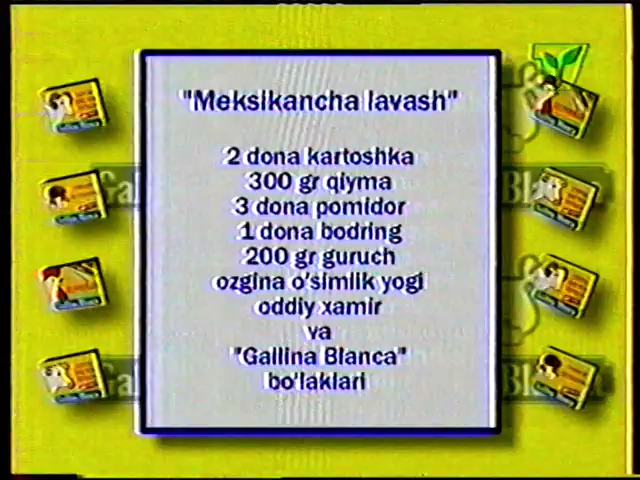 "Meksikancha lavash"
2 dona kartoshka
300 gr qiyma
3 dona pomidor
1 dona bodring
200 gr guruch
ozgina o'simlik yogi
oddiy xamir
va
"Gallina Blanca"
bo'laklari